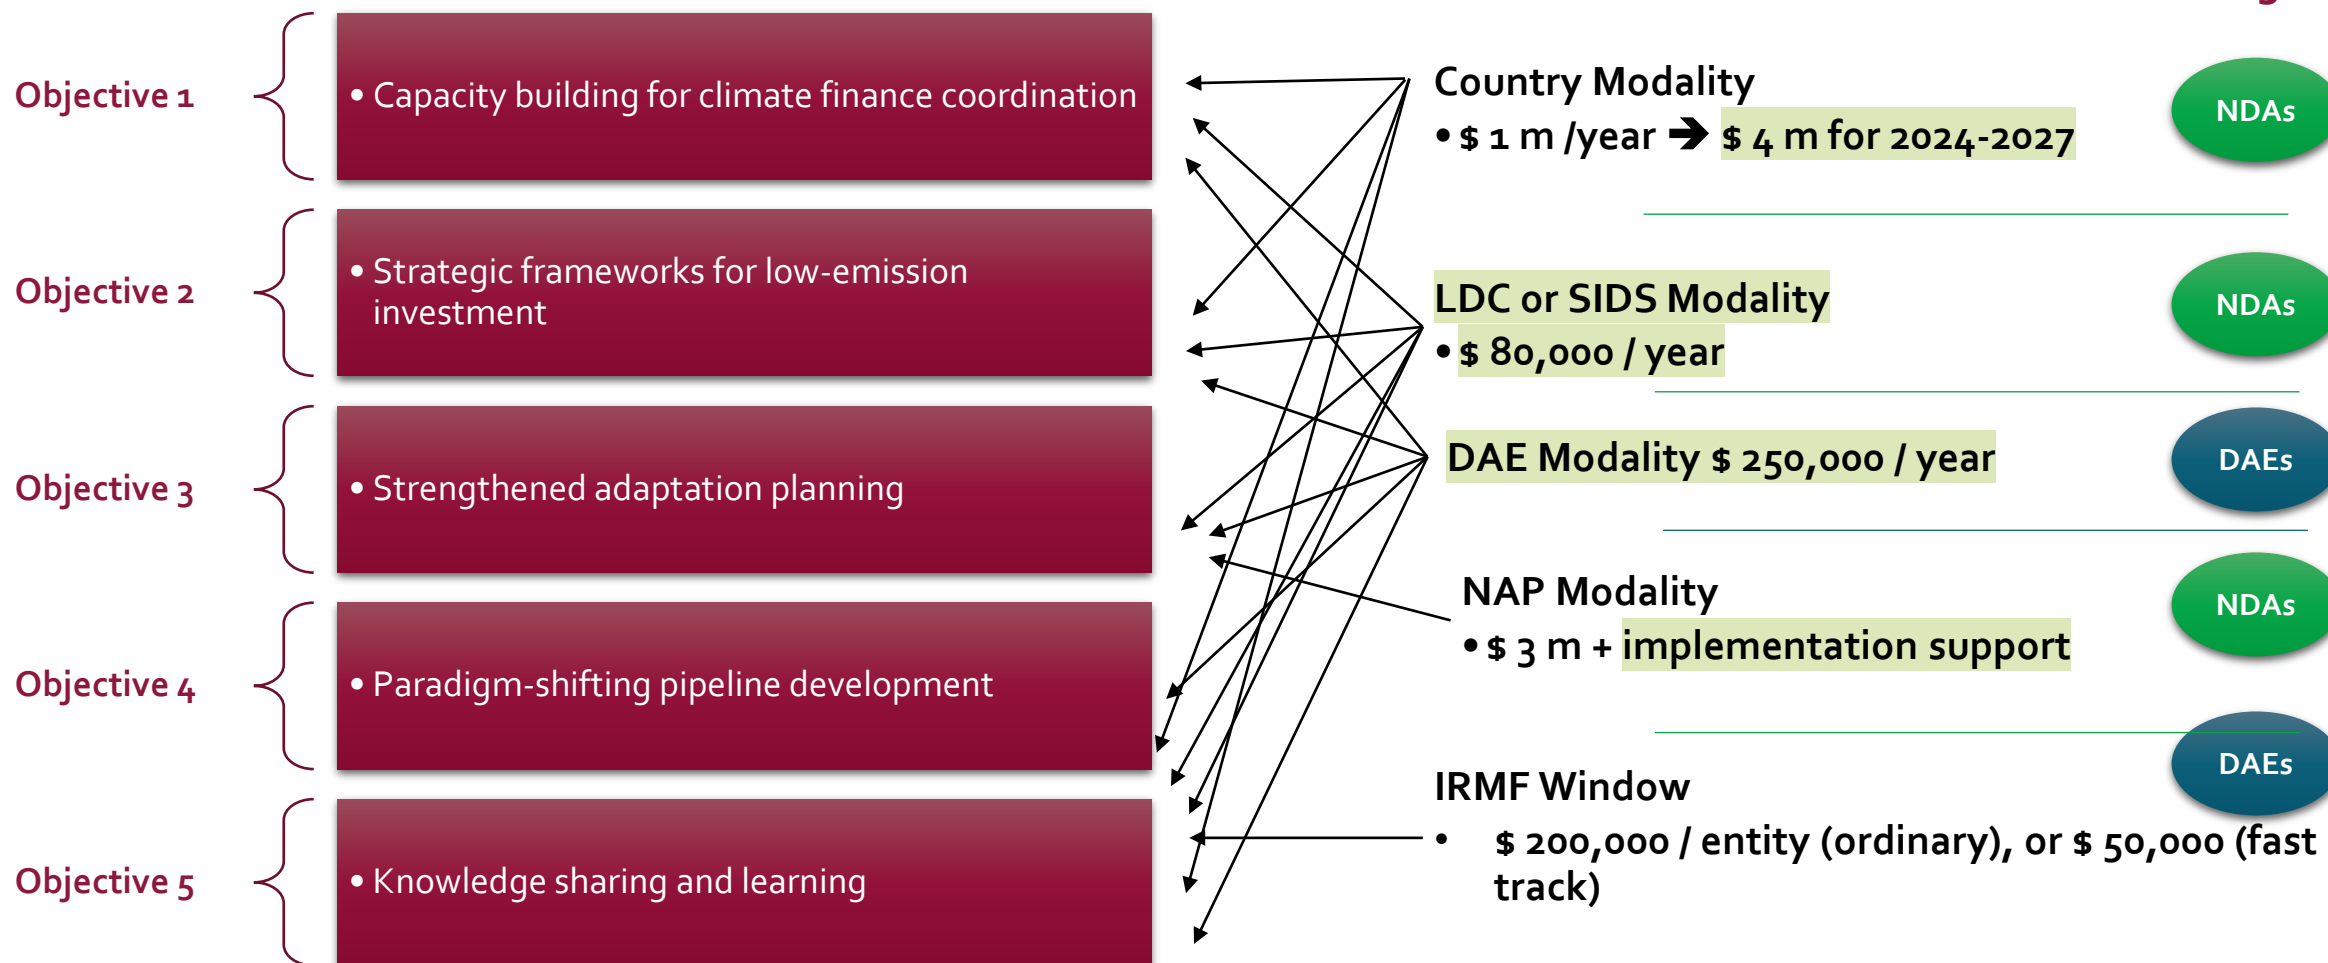 Objective 1
• Capacity building for climate finance coordination
Objective 2
• Strategic frameworks for low-emission
investment
Objective 3
• Strengthened adaptation planning
Objective 4
• Paradigm-shifting pipeline development
Objective 5
• Knowledge sharing and learning
Country Modality
• $ 1 m /year ➔ $ 4 m for 2024-2027
NDAs
LDC or SIDS Modality
• $ 80,000 / year
NDAs
DAE Modality $ 250,000 / year
DAEs
NAP Modality
• $ 3 m + implementation support
NDAs
IRMF Window
• $ 200,000 / entity (ordinary), or $ 50,000 (fast
track)
DAEs